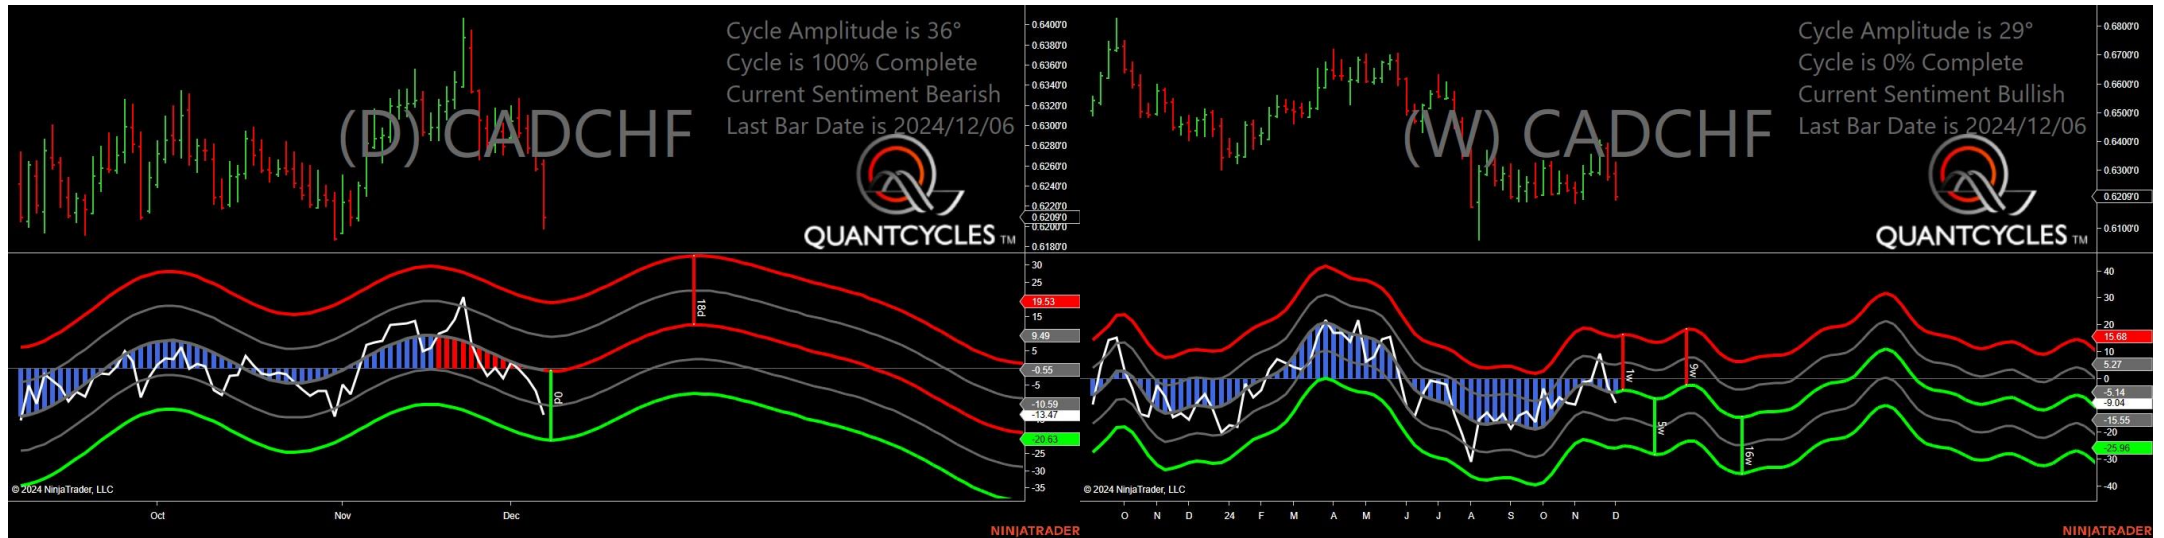 Cycle Amplitude is 36°
Cycle is 100% Complete
Current Sentiment Bearish
Last Bar Date is 2024/12/06
(D) CADCHF
QUANTCYCLES TM
0.6400'0
0.6380'0
0.6360'0
0.6340'0
0.6320'0
0.6300'0
0.6280'0
0.6260'0
0.6240'0
0.6220'0
0.6209'0
0.6200'0
0.6180'0
30
25
19.53
15
9.49
5
-0.55
-5
-10.59
-13.47
-20.63
-25
-30
-35
18d
0d
© 2024 NinjaTrader, LLC
Oct
Nov
Dec
NINJATRADER
Cycle Amplitude is 29°
Cycle is 0% Complete
Current Sentiment Bullish
Last Bar Date is 2024/12/06
(W) CADCHF
QUANTCYCLES TM
0.6800'0
0.6700'0
0.6600'0
0.6500'0
0.6400'0
0.6300'0
0.6209'0
0.6100'0
40
30
20
15.68
10
5.27
0
-5.14
-9.04
-15.55
-20
-25.96
-30
-40
1w
9w
5w
16w
© 2024 NinjaTrader, LLC
O N D 24 F M A M J J A S O N D
NINJATRADER